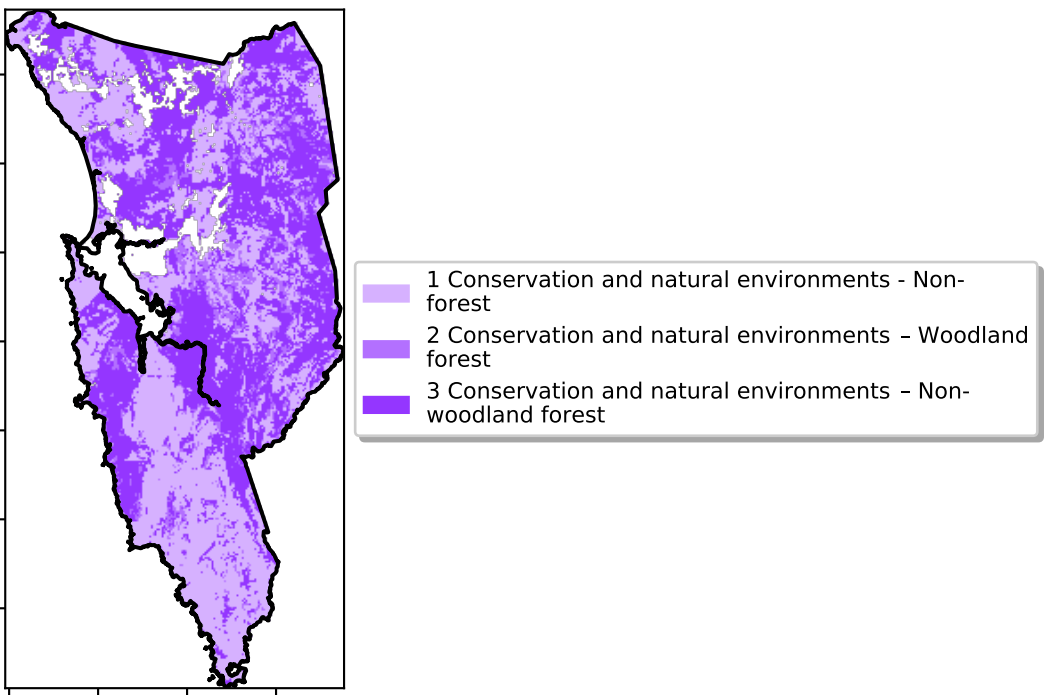 1 Conservation and natural environments - Non-
forest
2 Conservation and natural environments – Woodland
forest
3 Conservation and natural environments – Non-
woodland forest